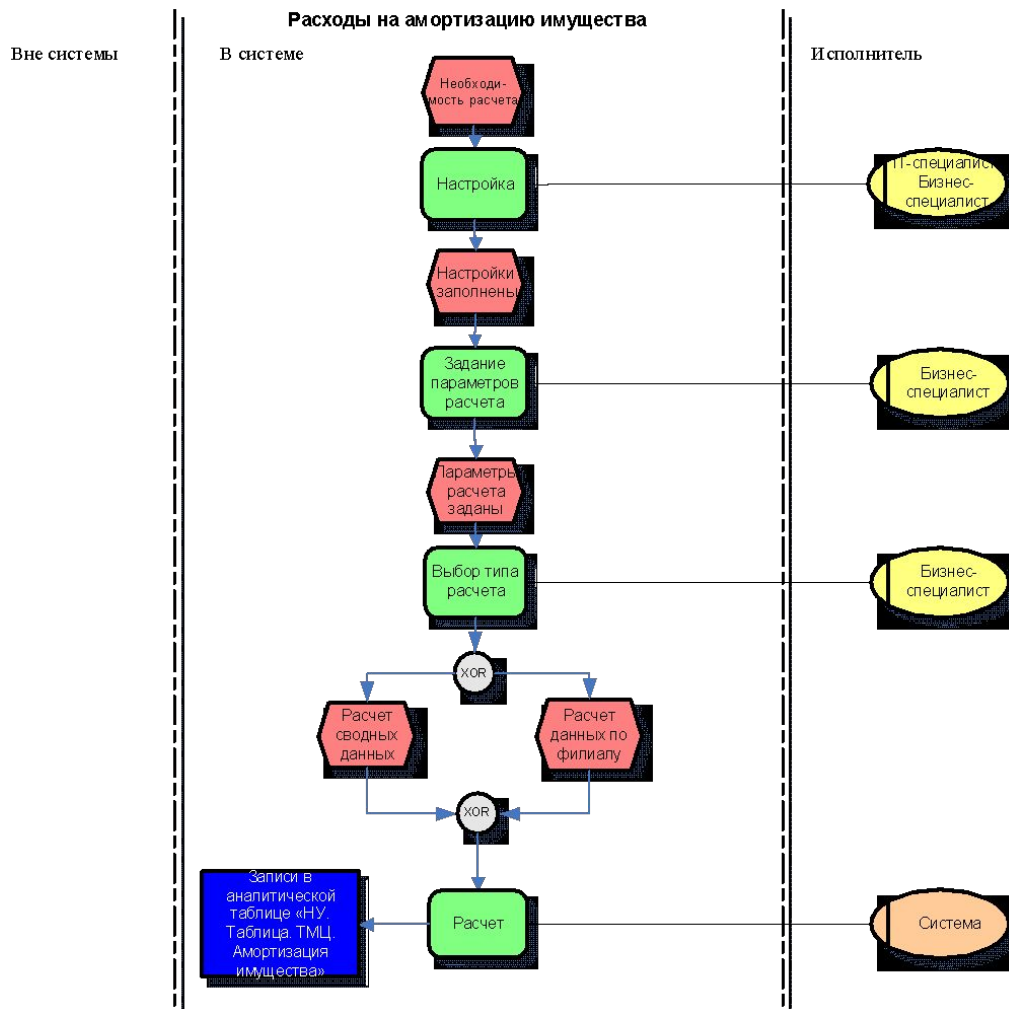 Расходы на амортизацию имущества
Вне системы
В системе
Исполнитель
Необходи-
мость расчета
Настройка
IT-специалист
Бизнес-
специалист
Настройки
заполнены
Задание
параметров
расчета
Бизнес-
специалист
Параметры
расчета
заданы
Выбор типа
расчета
Бизнес-
специалист
XOR
Расчет
сводных
данных
Расчет
данных по
филиалу
XOR
Записи в
аналитической
таблице «НУ.
Таблица. ТМЦ.
Амортизация
имущества»
Расчет
Система